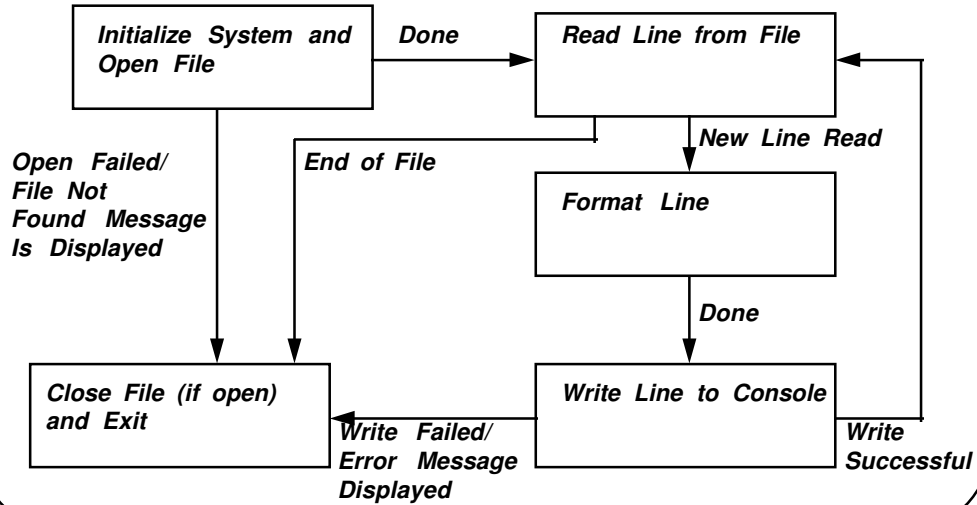 Initialize System and
Open File
Done
Read Line from File
Open Failed/
File Not
Found Message
Is Displayed
End of File
New Line Read
Format Line
Done
Close File (if open)
and Exit
Write Line to Console
Write Failed/
Error Message
Displayed
Write
Successful